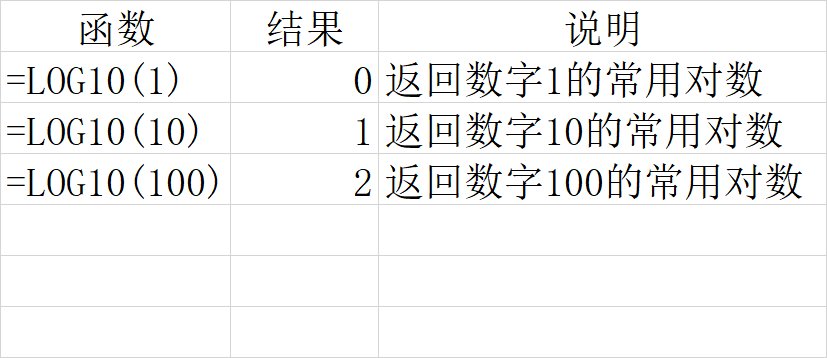 函数 结果 说明
=LOG10(1) 0 返回数字1的常用对数
=LOG10(10) 1 返回数字10的常用对数
=LOG10(100) 2 返回数字100的常用对数